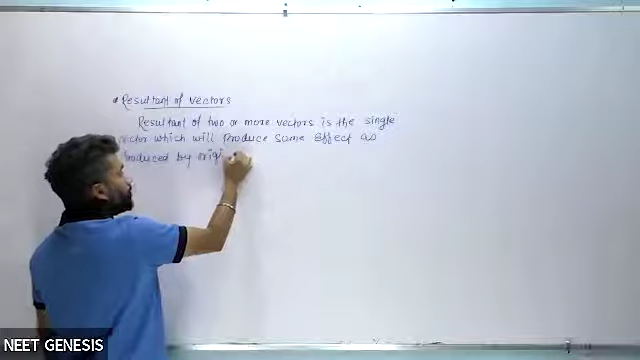 * Resultant of vectors
Resultant of two or more vectors is the single
vector which will produce same effect as
produced by origi
NEET GENESIS